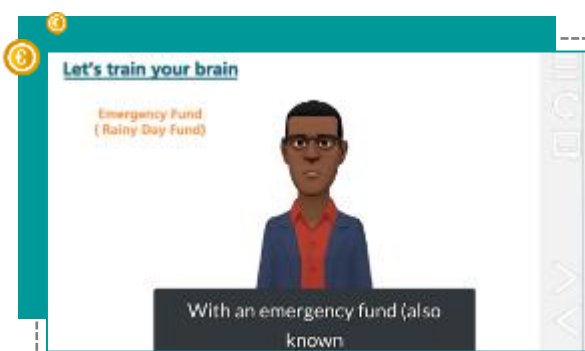 Let's train your brain
Emergency Fund
( Rainy Day Fund)
With an emergency fund (also
known